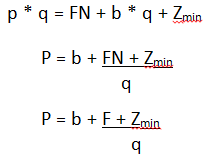 p * q = FN + b * q + Zmin
P = b + FN + Zmin
q
P = b + F + Zmin
q